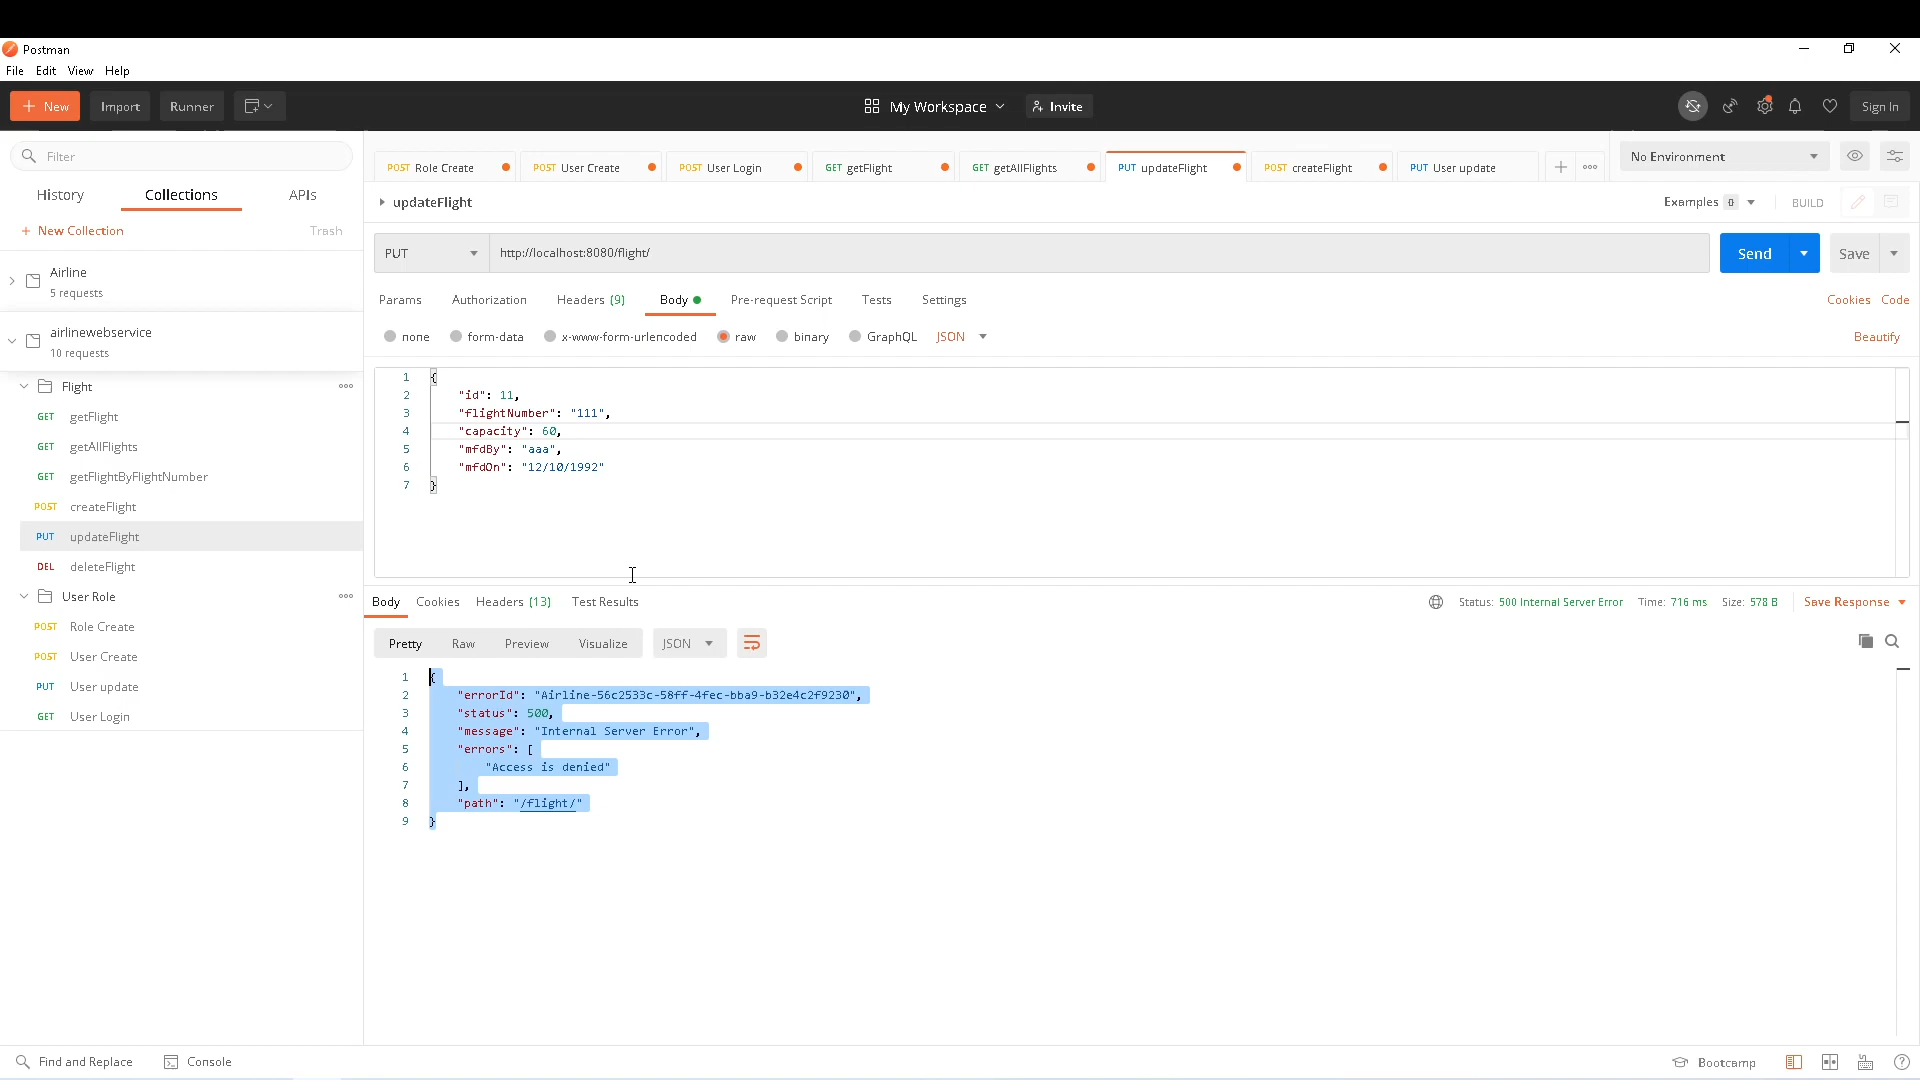 Postman
File Edit View Help
New Import Runner My Workspace Invite Sign In
Filter
History Collections APIs
+ New Collection Trash
Airline
5 requests
airlinewebservice
10 requests
Flight
GET getFlight
GET getAllFlights
GET getFlightByFlightNumber
POST createFlight
PUT updateFlight
DEL deleteFlight
User Role
POST Role Create
POST User Create
PUT User update
GET User Login
POST Role Create POST User Create POST User Login GET getFlight GET getAllFlights PUT updateFlight POST createFlight PUT User update
No Environment
updateFlight
Examples 0 BUILD
PUT http://localhost:8080/flight/ Send Save
Params Authorization Headers (9) Body Pre-request Script Tests Settings Cookies Code
none form-data x-www-form-urlencoded raw binary GraphQL JSON Beautify
1 {
2 "id": 11,
3 "flightNumber": "111",
4 "capacity": 60,
5 "mfdBy": "aaa",
6 "mfdOn": "12/10/1992"
7 }
Body Cookies Headers (13) Test Results Status: 500 Internal Server Error Time: 716 ms Size: 578 B Save Response
Pretty Raw Preview Visualize JSON
1 {
2 "errorId": "Airline-56c2533c-58ff-4fec-bba9-b32e4c2f9230",
3 "status": 500,
4 "message": "Internal Server Error",
5 "errors": [
6 "Access is denied"
7 ],
8 "path": "/flight/"
9 }
Find and Replace Console Bootcamp